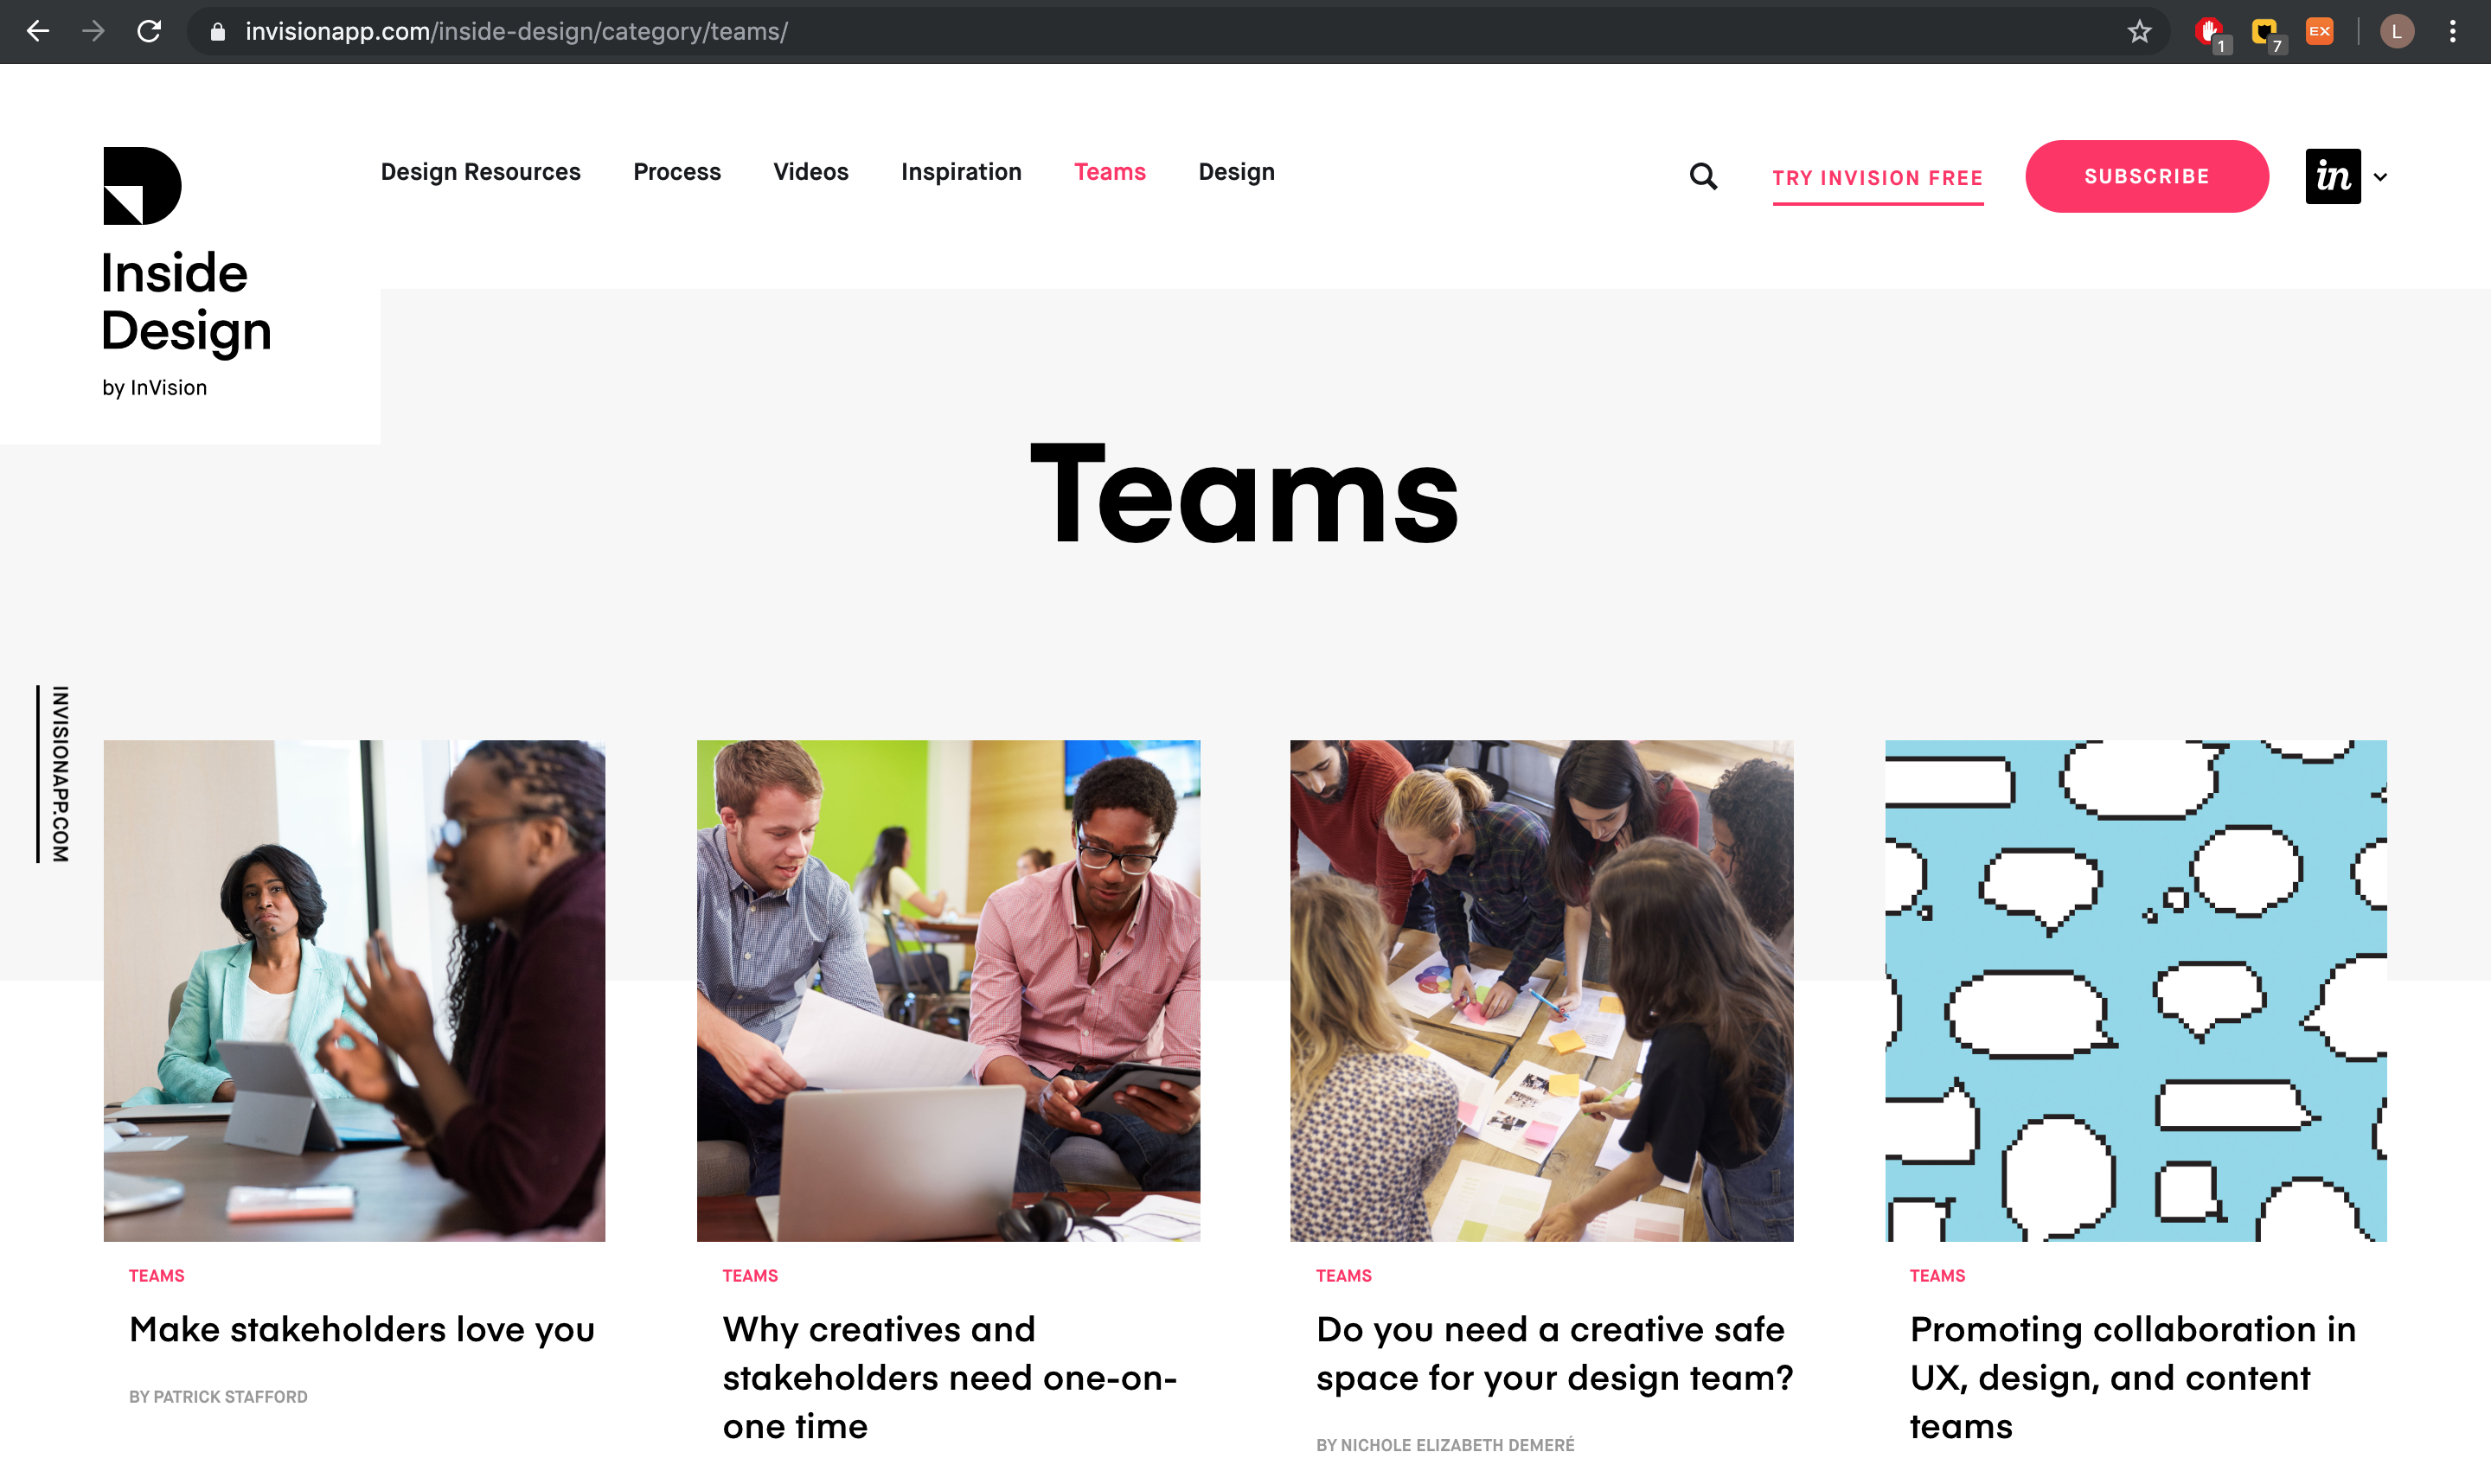 invisionapp.com/inside-design/category/teams/
1
7
EX
L
Design Resources
Process
Videos
Inspiration
Teams
Design
TRY INVISION FREE
SUBSCRIBE
in
Inside
Design
by InVision
Teams
INVISIONAPP.COM
TEAMS
Make stakeholders love you
BY PATRICK STAFFORD
TEAMS
Why creatives and
stakeholders need one-on-
one time
TEAMS
Do you need a creative safe
space for your design team?
BY NICHOLE ELIZABETH DEMERÉ
TEAMS
Promoting collaboration in
UX, design, and content
teams